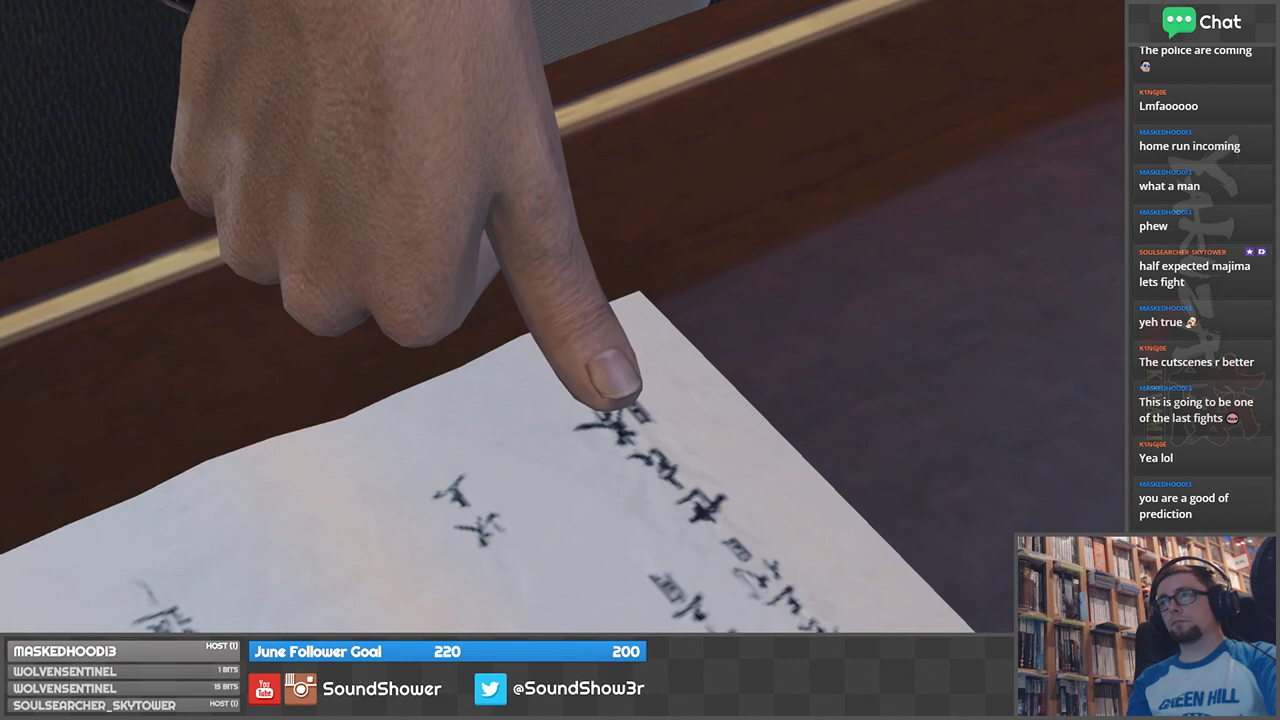 Chat
The police are coming
K1NGJ0E
Lmfaooooo
MASKEDHOODI3
home run incoming
MASKEDHOODI3
what a man
MASKEDHOODI3
phew
SOULSEARCHER_SKYTOWER
half expected majima
lets fight
MASKEDHOODI3
yeh true
K1NGJ0E
The cutscenes r better
MASKEDHOODI3
This is going to be one
of the last fights
K1NGJ0E
Yea lol
MASKEDHOODI3
you are a good of
prediction
GREEN HILL
MASKEDHOODI3 HOST (1)
WOLVENSENTINEL 1 BITS
WOLVENSENTINEL 15 BITS
SOULSEARCHER_SKYTOWER HOST (1)
June Follower Goal 220 200
You Tube SoundShower @SoundShow3r